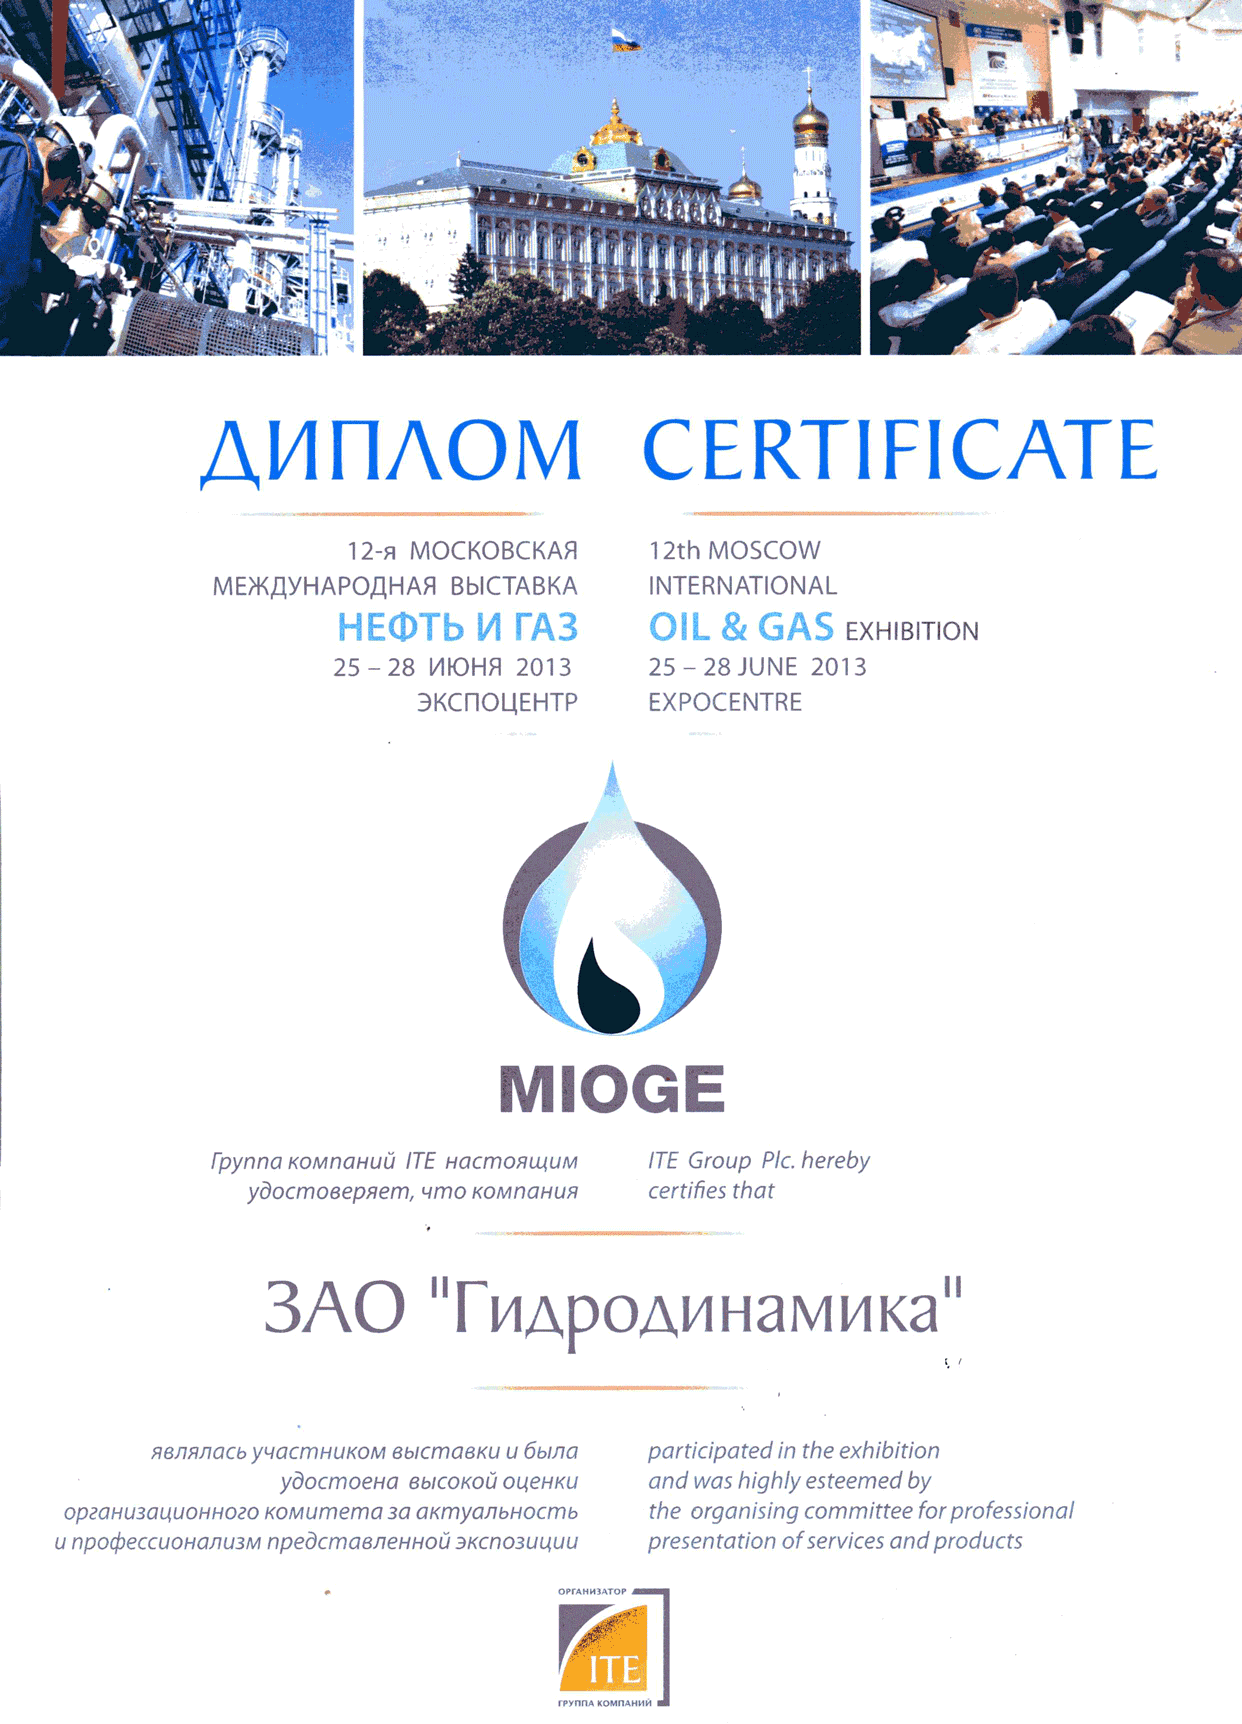 ДИПЛОМ
12-я МОСКОВСКАЯ
МЕЖДУНАРОДНАЯ ВЫСТАВКА
НЕФТЬ И ГАЗ
25 – 28 ИЮНЯ 2013
ЭКСПОЦЕНТР
CERTIFICATE
12th MOSCOW
INTERNATIONAL
OIL & GAS EXHIBITION
25 – 28 JUNE 2013
EXPOCENTRE
MIOGE
Группа компаний ITE настоящим
удостоверяет, что компания
ITE Group Plc. hereby
certifies that
ЗАО "Гидродинамика"
являлась участником выставки и была
удостоена высокой оценки
организационного комитета за актуальность
и профессионализм представленной экспозиции
participated in the exhibition
and was highly esteemed by
the organising committee for professional
presentation of services and products
ОРГАНИЗАТОР
ITE
ГРУППА КОМПАНИЙ